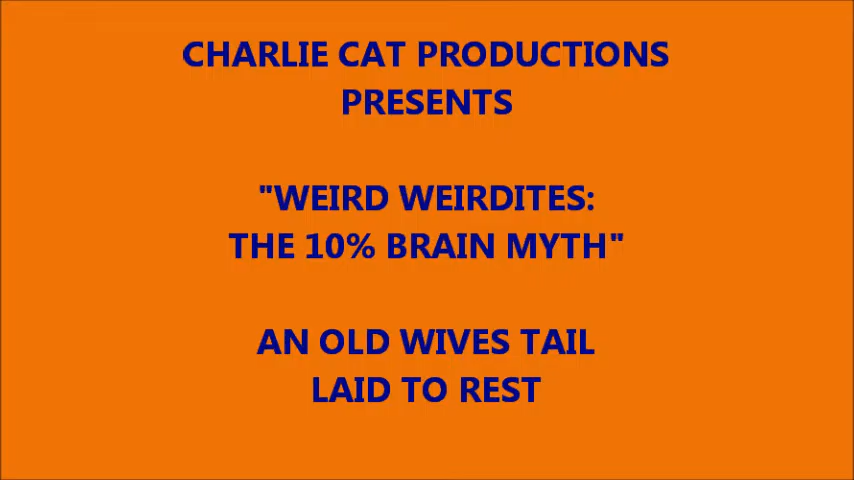 CHARLIE CAT PRODUCTIONS
PRESENTS
"WEIRD WEIRDITES:
THE 10% BRAIN MYTH"
AN OLD WIVES TAIL
LAID TO REST